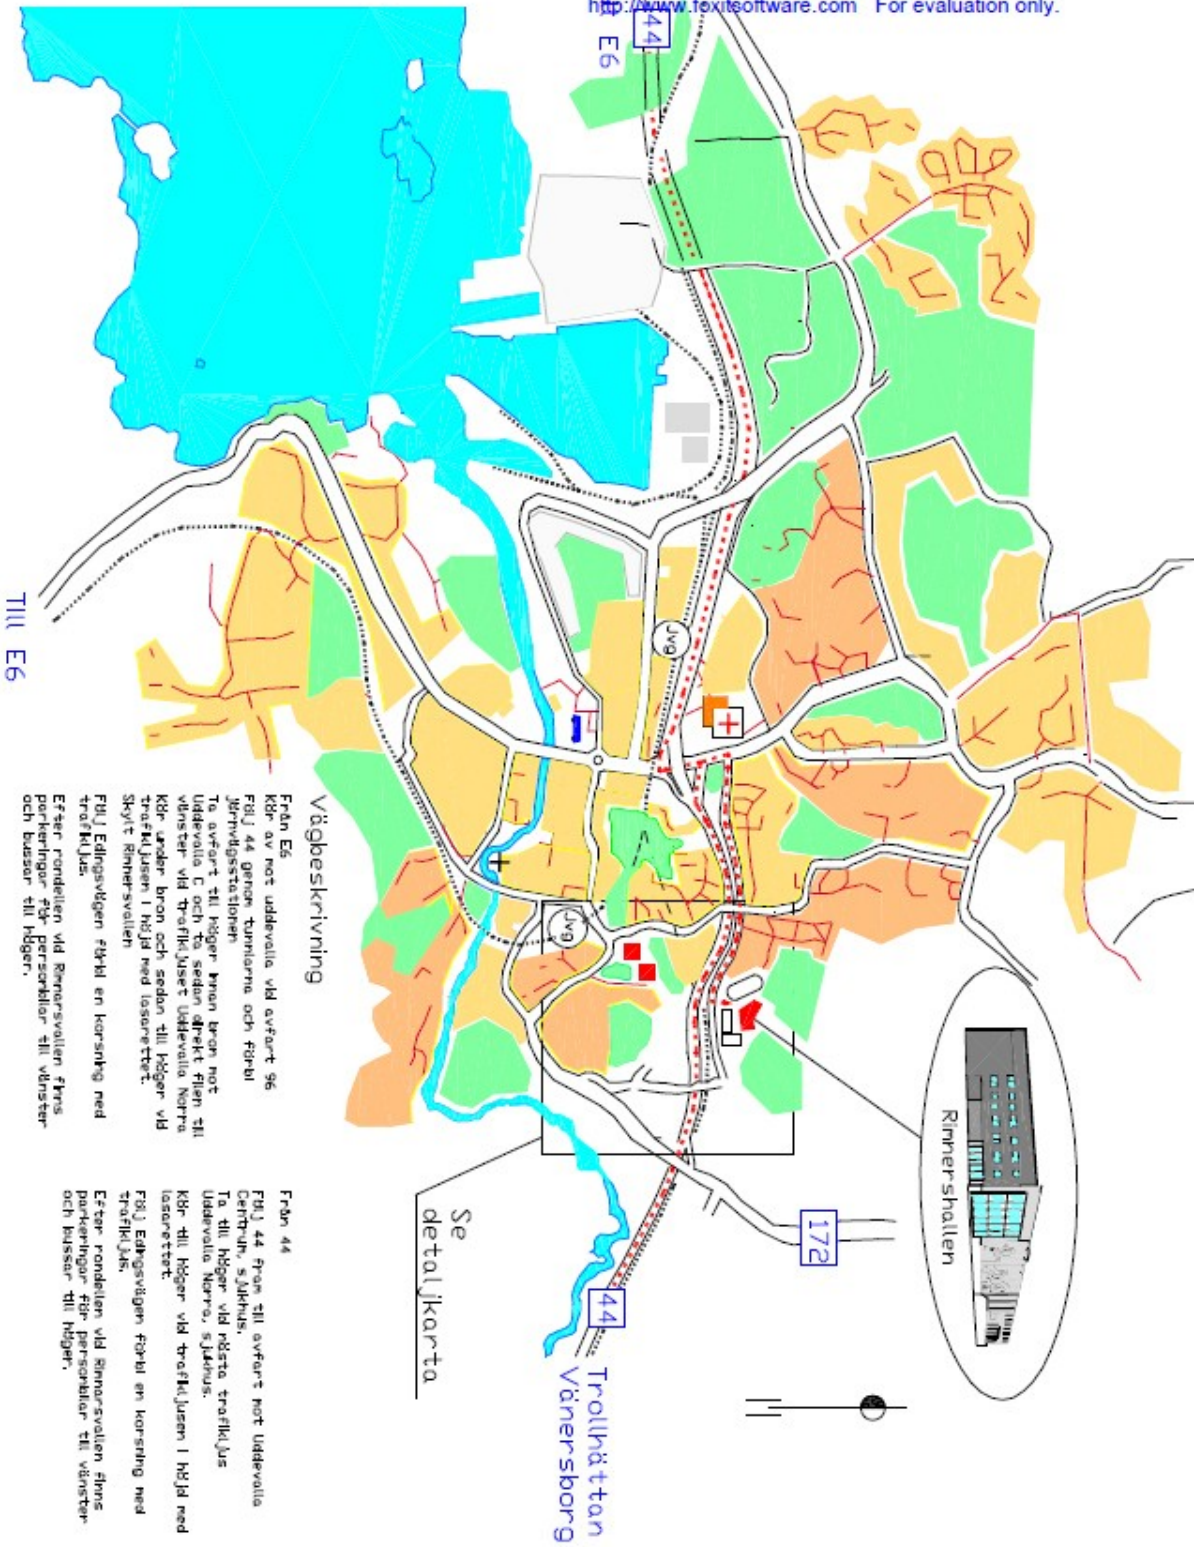 http://www.foxitsoftware.com For evaluation only.
44
E6
Jvg
Jvg
Till E6
Rinnershallen
172
44
Trollhättan
Vänersborg
Se
detaljkarta
Vägbeskrivning
Från E6
Kör av mot uddevalla vid avfart 96
Följ 44 genom tunnlarna och förbi
järnvägsstationen
Ta avfart till höger innan bron mot
Uddevalla C och ta sedan direkt filen till
vänster vid trafikljuset Uddevalla Norra
Kör under bron och sedan till höger vid
trafikljusen i höjd med lasarettet.
Skylt Rinnersvallen
Följ Edingsvägen förbi en korsning med
trafikljus.
Efter rondellen vid Rinnarsvallen finns
parkeringar för personbilar till vänster
och bussar till höger.
Från 44
Följ 44 fram till avfart mot Uddevalla
Centrum, sjukhus.
Ta till höger vid nästa trafikljus
Uddevalla Norra, sjukhus.
Kör till höger vid trafikljusen i höjd med
lasarettet.
Följ Edingsvägen förbi en korsning med
trafikljus.
Efter rondellen vid Rinnarsvallen finns
parkeringar för personbilar till vänster
och bussar till höger.